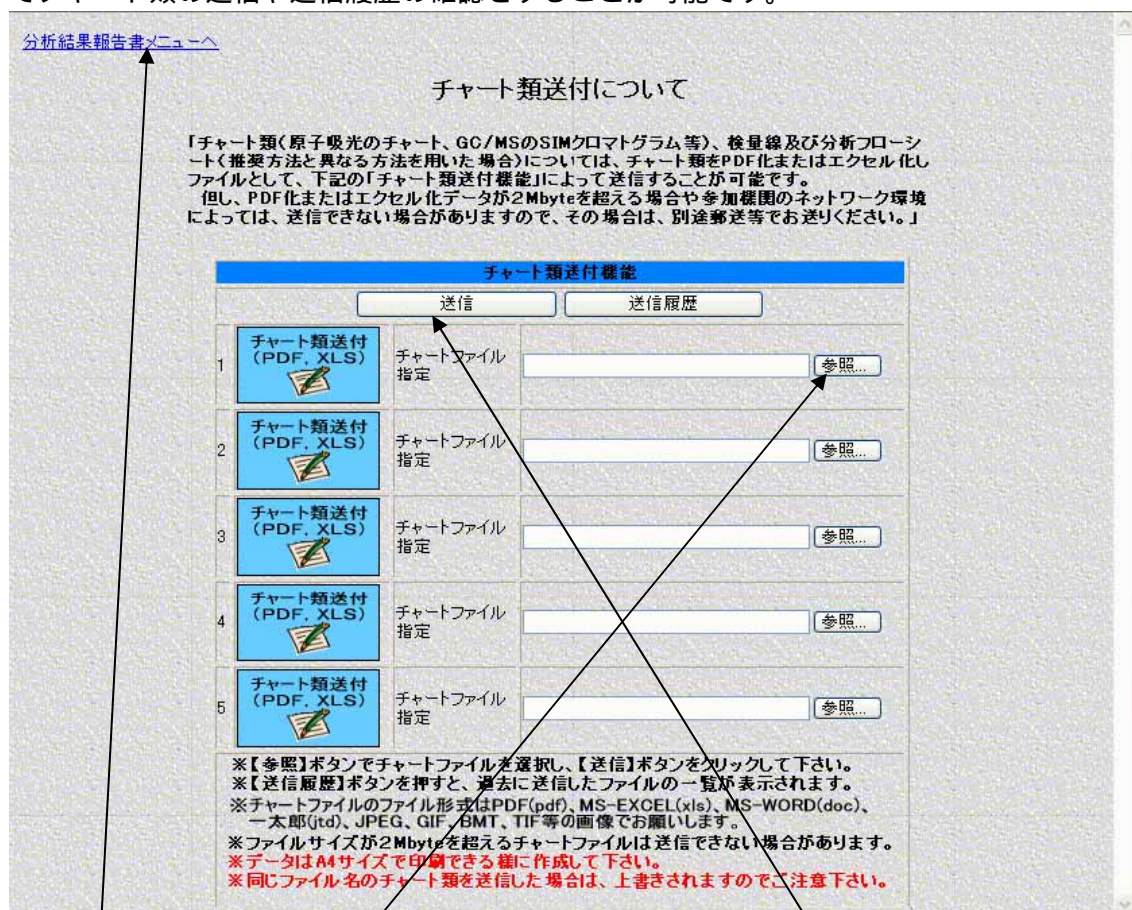 でチャート類の送信や送信履歴の確認をすることが可能です。
分析結果報告書メニューへ
チャート類送付について
「チャート類(原子吸光のチャート、GC/MSのSIMクロマトグラム等)、検量線及び分析フローシ
ート(推奨方法と異なる方法を用いた場合)については、チャート類をPDF化またはエクセル化し
ファイルとして、下記の「チャート類送付機能」によって送信することが可能です。
但し、PDF化またはエクセル化データが2Mbyteを超える場合や参加機関のネットワーク環境
によっては、送信できない場合がありますので、その場合は、別途郵送等でお送りください。」
チャート類送付機能
送信 送信履歴
1 チャート類送付 (PDF, XLS) チャートファイル指定 参照...
2 チャート類送付 (PDF, XLS) チャートファイル指定 参照...
3 チャート類送付 (PDF, XLS) チャートファイル指定 参照...
4 チャート類送付 (PDF, XLS) チャートファイル指定 参照...
5 チャート類送付 (PDF, XLS) チャートファイル指定 参照...
※【参照】ボタンでチャートファイルを選択し、【送信】ボタンをクリックして下さい。
※【送信履歴】ボタンを押すと、過去に送信したファイルの一覧が表示されます。
※チャートファイルのファイル形式はPDF(pdf)、MS-EXCEL(xls)、MS-WORD(doc)、
一太郎(jtd)、JPEG、GIF、BMT、TIF等の画像でお願いします。
※ファイルサイズが2Mbyteを超えるチャートファイルは送信できない場合があります。
※データはA4サイズで印刷できる様に作成して下さい。
※同じファイル名のチャート類を送信した場合は、上書きされますのでご注意下さい。